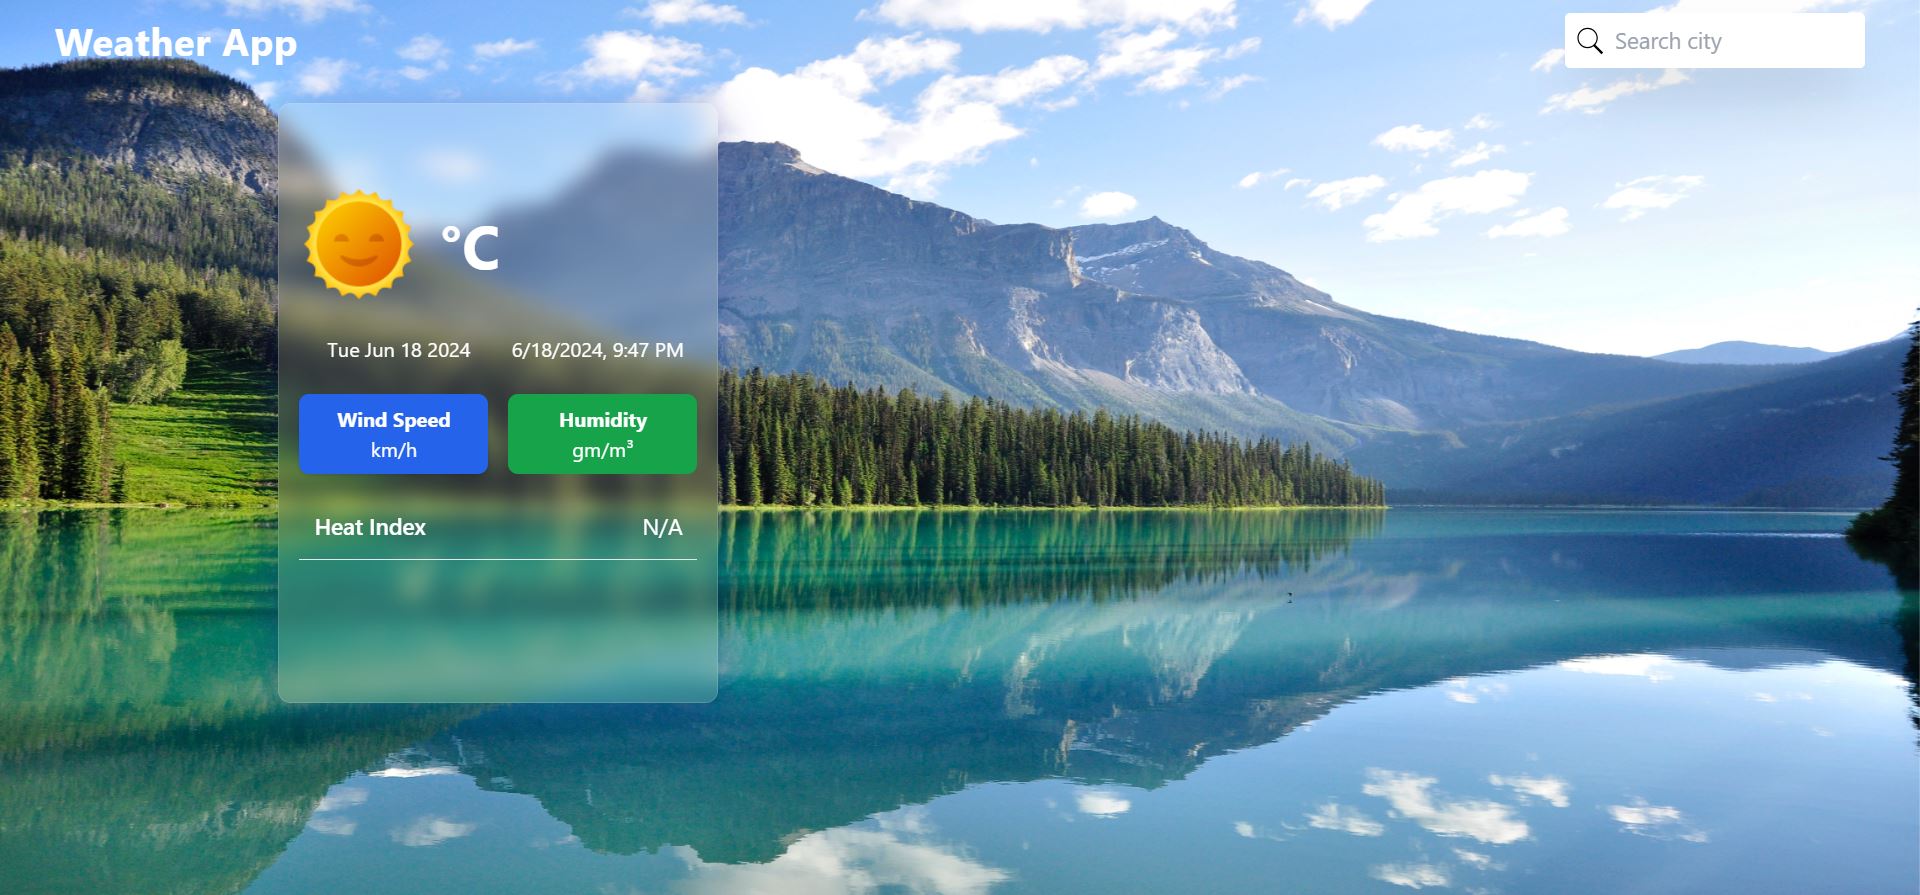 Weather App
Search city
°C
Tue Jun 18 2024 6/18/2024, 9:47 PM
Wind Speed
km/h
Humidity
gm/m³
Heat Index N/A